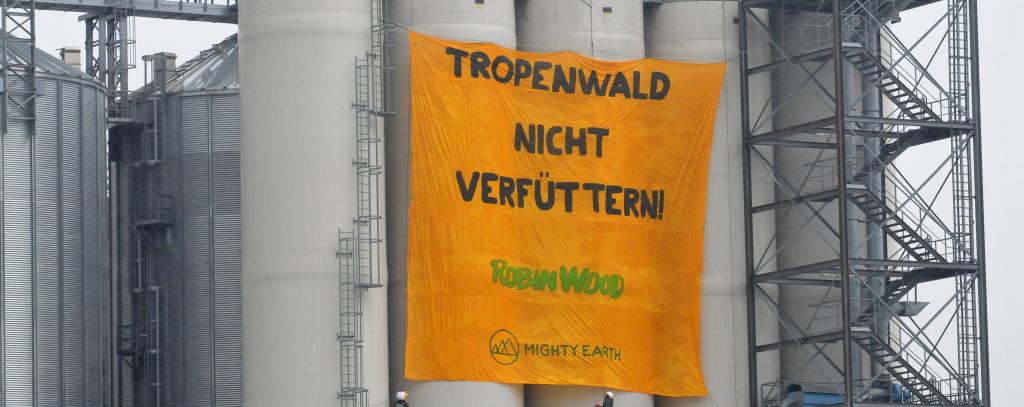 TROPENWALD
NICHT
VERFÜTTERN!
ROBIN WOOD
MIGHTY EARTH